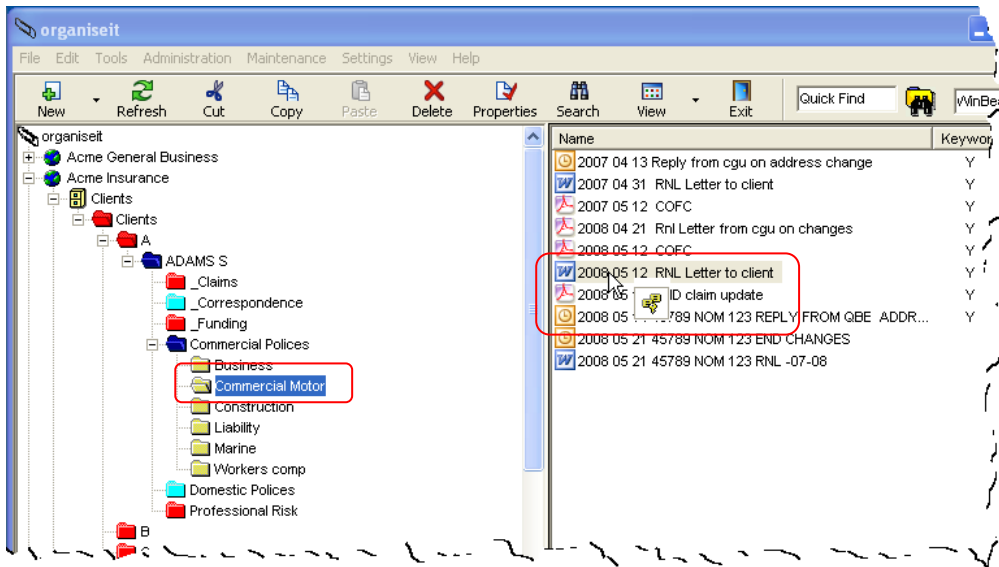 organiseit
File Edit Tools Administration Maintenance Settings View Help
New Refresh Cut Copy Paste Delete Properties Search View Exit Quick Find
organiseit
Acme General Business
Acme Insurance
Clients
Clients
A
ADAMS S
_Claims
_Correspondence
_Funding
Commercial Polices
Business
Commercial Motor
Construction
Liability
Marine
Workers comp
Domestic Polices
Professional Risk
B
Name Keywor
2007 04 13 Reply from cgu on address change Y
2007 04 31 RNL Letter to client Y
2007 05 12 COFC Y
2008 04 21 Rnl Letter from cgu on changes Y
2008 05 12 COFC Y
2008 05 12 RNL Letter to client Y
2008 05 claim update Y
2008 05 45789 NOM 123 REPLY FROM QBE ADDR... Y
2008 05 21 45789 NOM 123 END CHANGES
2008 05 21 45789 NOM 123 RNL -07-08